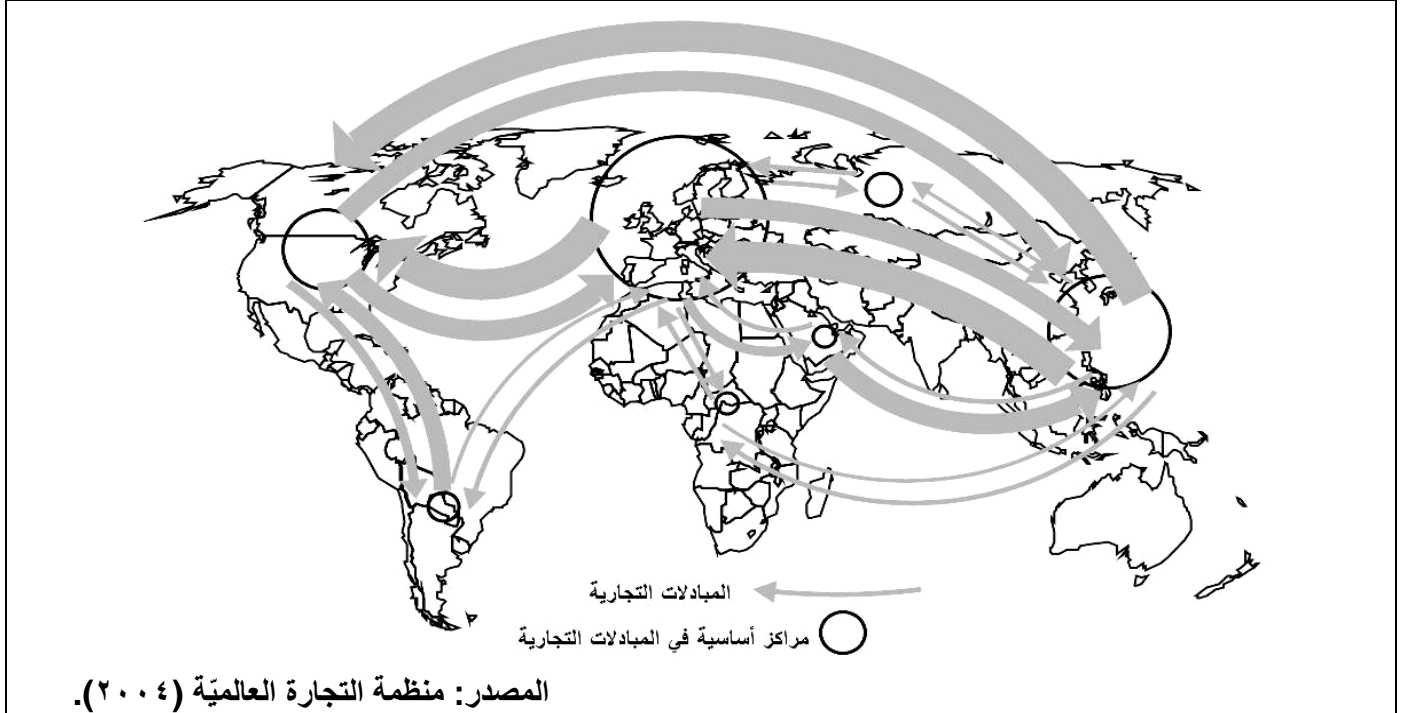 المبادلات التجارية
مراكز أساسية في المبادلات التجارية
المصدر: منظمة التجارة العالميّة (٢٠٠٤).